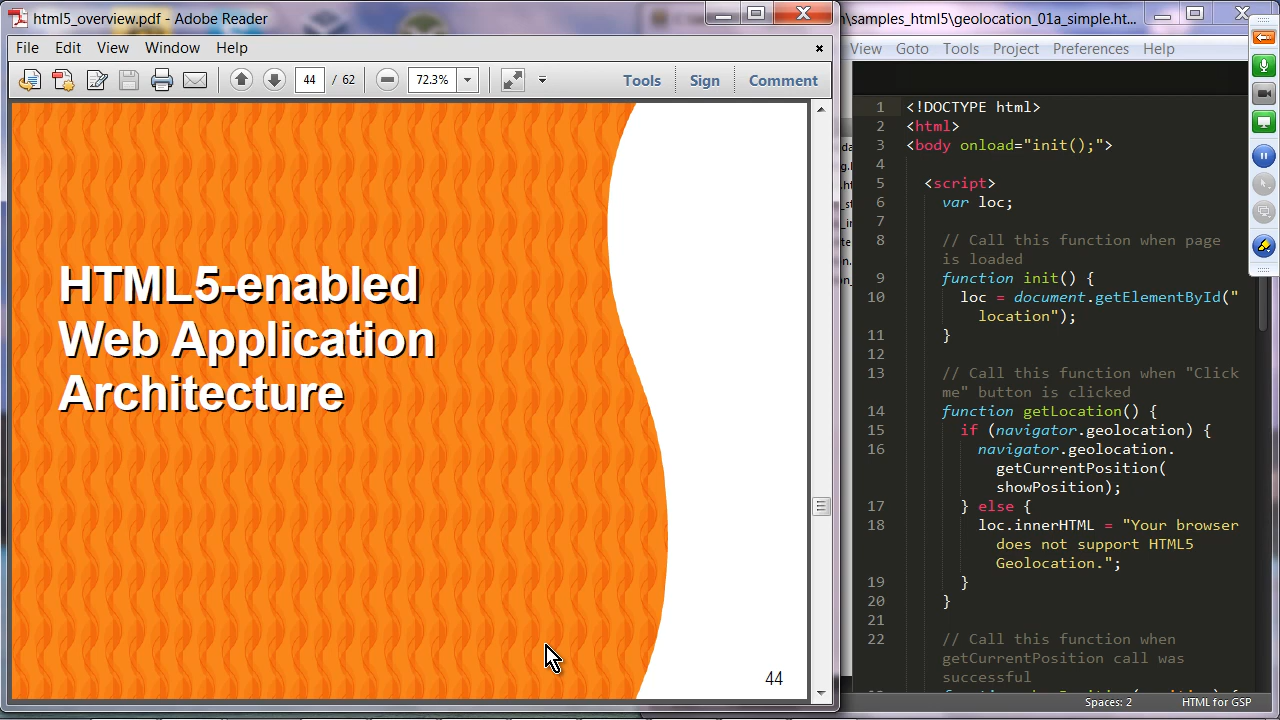 html5_overview.pdf - Adobe Reader
File Edit View Window Help
44 / 62 72.3% Tools Sign Comment
HTML5-enabled
Web Application
Architecture
44
\samples_html5\geolocation_01a_simple.ht...
View Goto Tools Project Preferences Help
1 <!DOCTYPE html>
2 <html>
3 <body onload="init();">
4
5 <script>
6 var loc;
7
8 // Call this function when page
is loaded
9 function init() {
10 loc = document.getElementById("
location");
11 }
12
13 // Call this function when "Click
me" button is clicked
14 function getLocation() {
15 if (navigator.geolocation) {
16 navigator.geolocation.
getCurrentPosition(
showPosition);
17 } else {
18 loc.innerHTML = "Your browser
does not support HTML5
Geolocation.";
19 }
20 }
21
22 // Call this function when
getCurrentPosition call was
successful
Spaces: 2 HTML for GSP